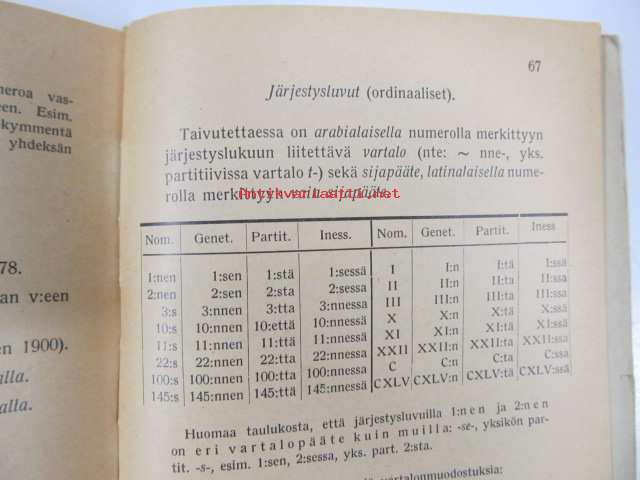 neroa vas-
een. Esim.
kymmentä
yhdeksän
78.
an v:een
en 1900).
alla.
alla.
67
Järjestysluvut (ordinaaliset).
Taivutettaessa on arabialaisella numerolla merkittyyn
järjestyslukuun liitettävä vartalo (nte: ~ nne-, yks.
partitiivissa vartalo t-) sekä sijapääte, latinalaisella nume-
rolla merkittyyn vain sijapääte.
Antikvariaatti.net
Nom. Genet. Partit. Iness. Nom. Genet. Partit. Iness
1:nen 1:sen 1:stä 1:sessä I I:n I:tä I:ssä
2:nen 2:sen 2:sta 2:sessa II II:n II:ta II:ssa
3:s 3:nnen 3:tta 3:nnessa III III:n III:ta III:ssa
10:s 10:nnen 10:että 10:nnessä X X:n X:tä X:ssä
11:s 11:nnen 11:ttä 11:nnessä XI XI:n XI:tä XI:ssä
22:s 22:nnen 22:tta 22:nnessa XXII XXII:n XXII:ta XXII:ssa
100:s 100:nnen 100:tta 100:nnessa C C:n C:ta C:ssa
145:s 145:nnen 145:ttä 145:nnessä CXLV CXLV:n CXLV:tä CXLV:ssä
Huomaa taulukosta, että järjestysluvuilla 1:nen ja 2:nen
on eri vartalopääte kuin muilla: -se-, yksikön par-
tit. -s-, esim. 1:sen, 2:sessa, yks. part. 2:sta.
vartalonmuodostuksia: